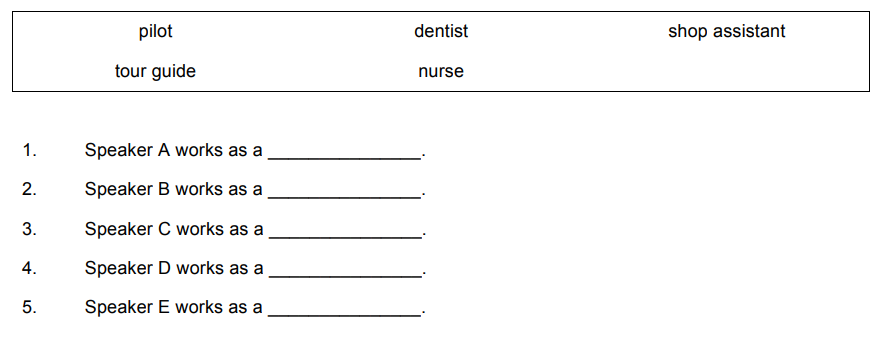 pilot dentist shop assistant
tour guide nurse
1. Speaker A works as a _______________.
2. Speaker B works as a _______________.
3. Speaker C works as a _______________.
4. Speaker D works as a _______________.
5. Speaker E works as a _______________.